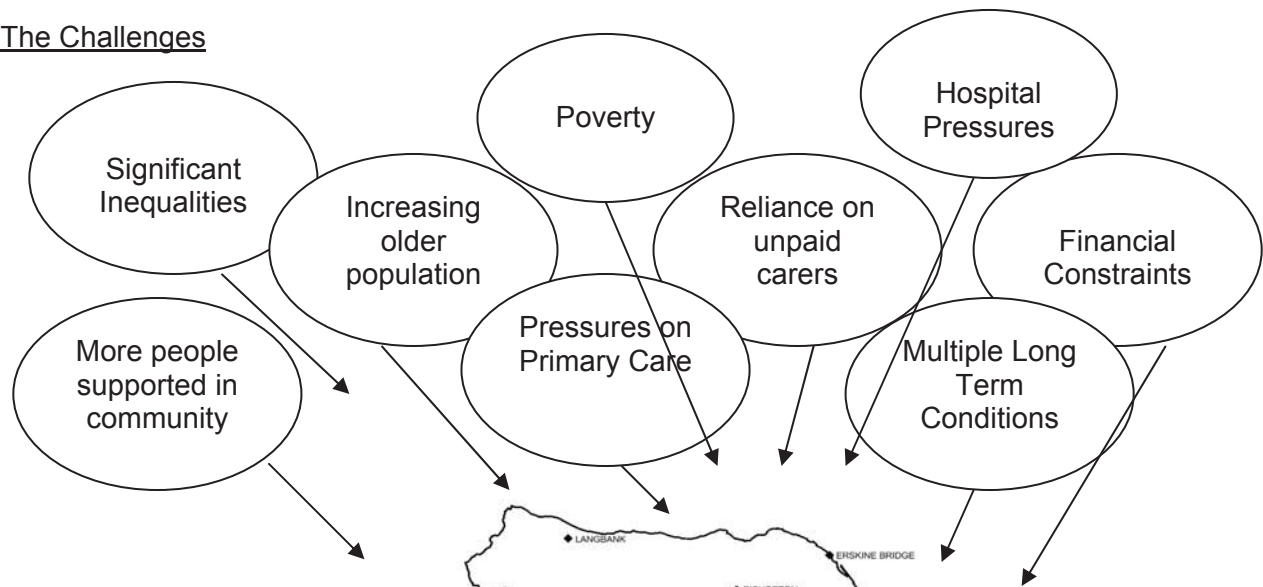 The Challenges
Poverty
Hospital
Pressures
Significant
Inequalities
Increasing
older
population
Reliance on
unpaid
carers
Financial
Constraints
Pressures on
Primary Care
More people
supported in
community
Multiple Long
Term
Conditions
LANGBANK
ERSKINE BRIDGE